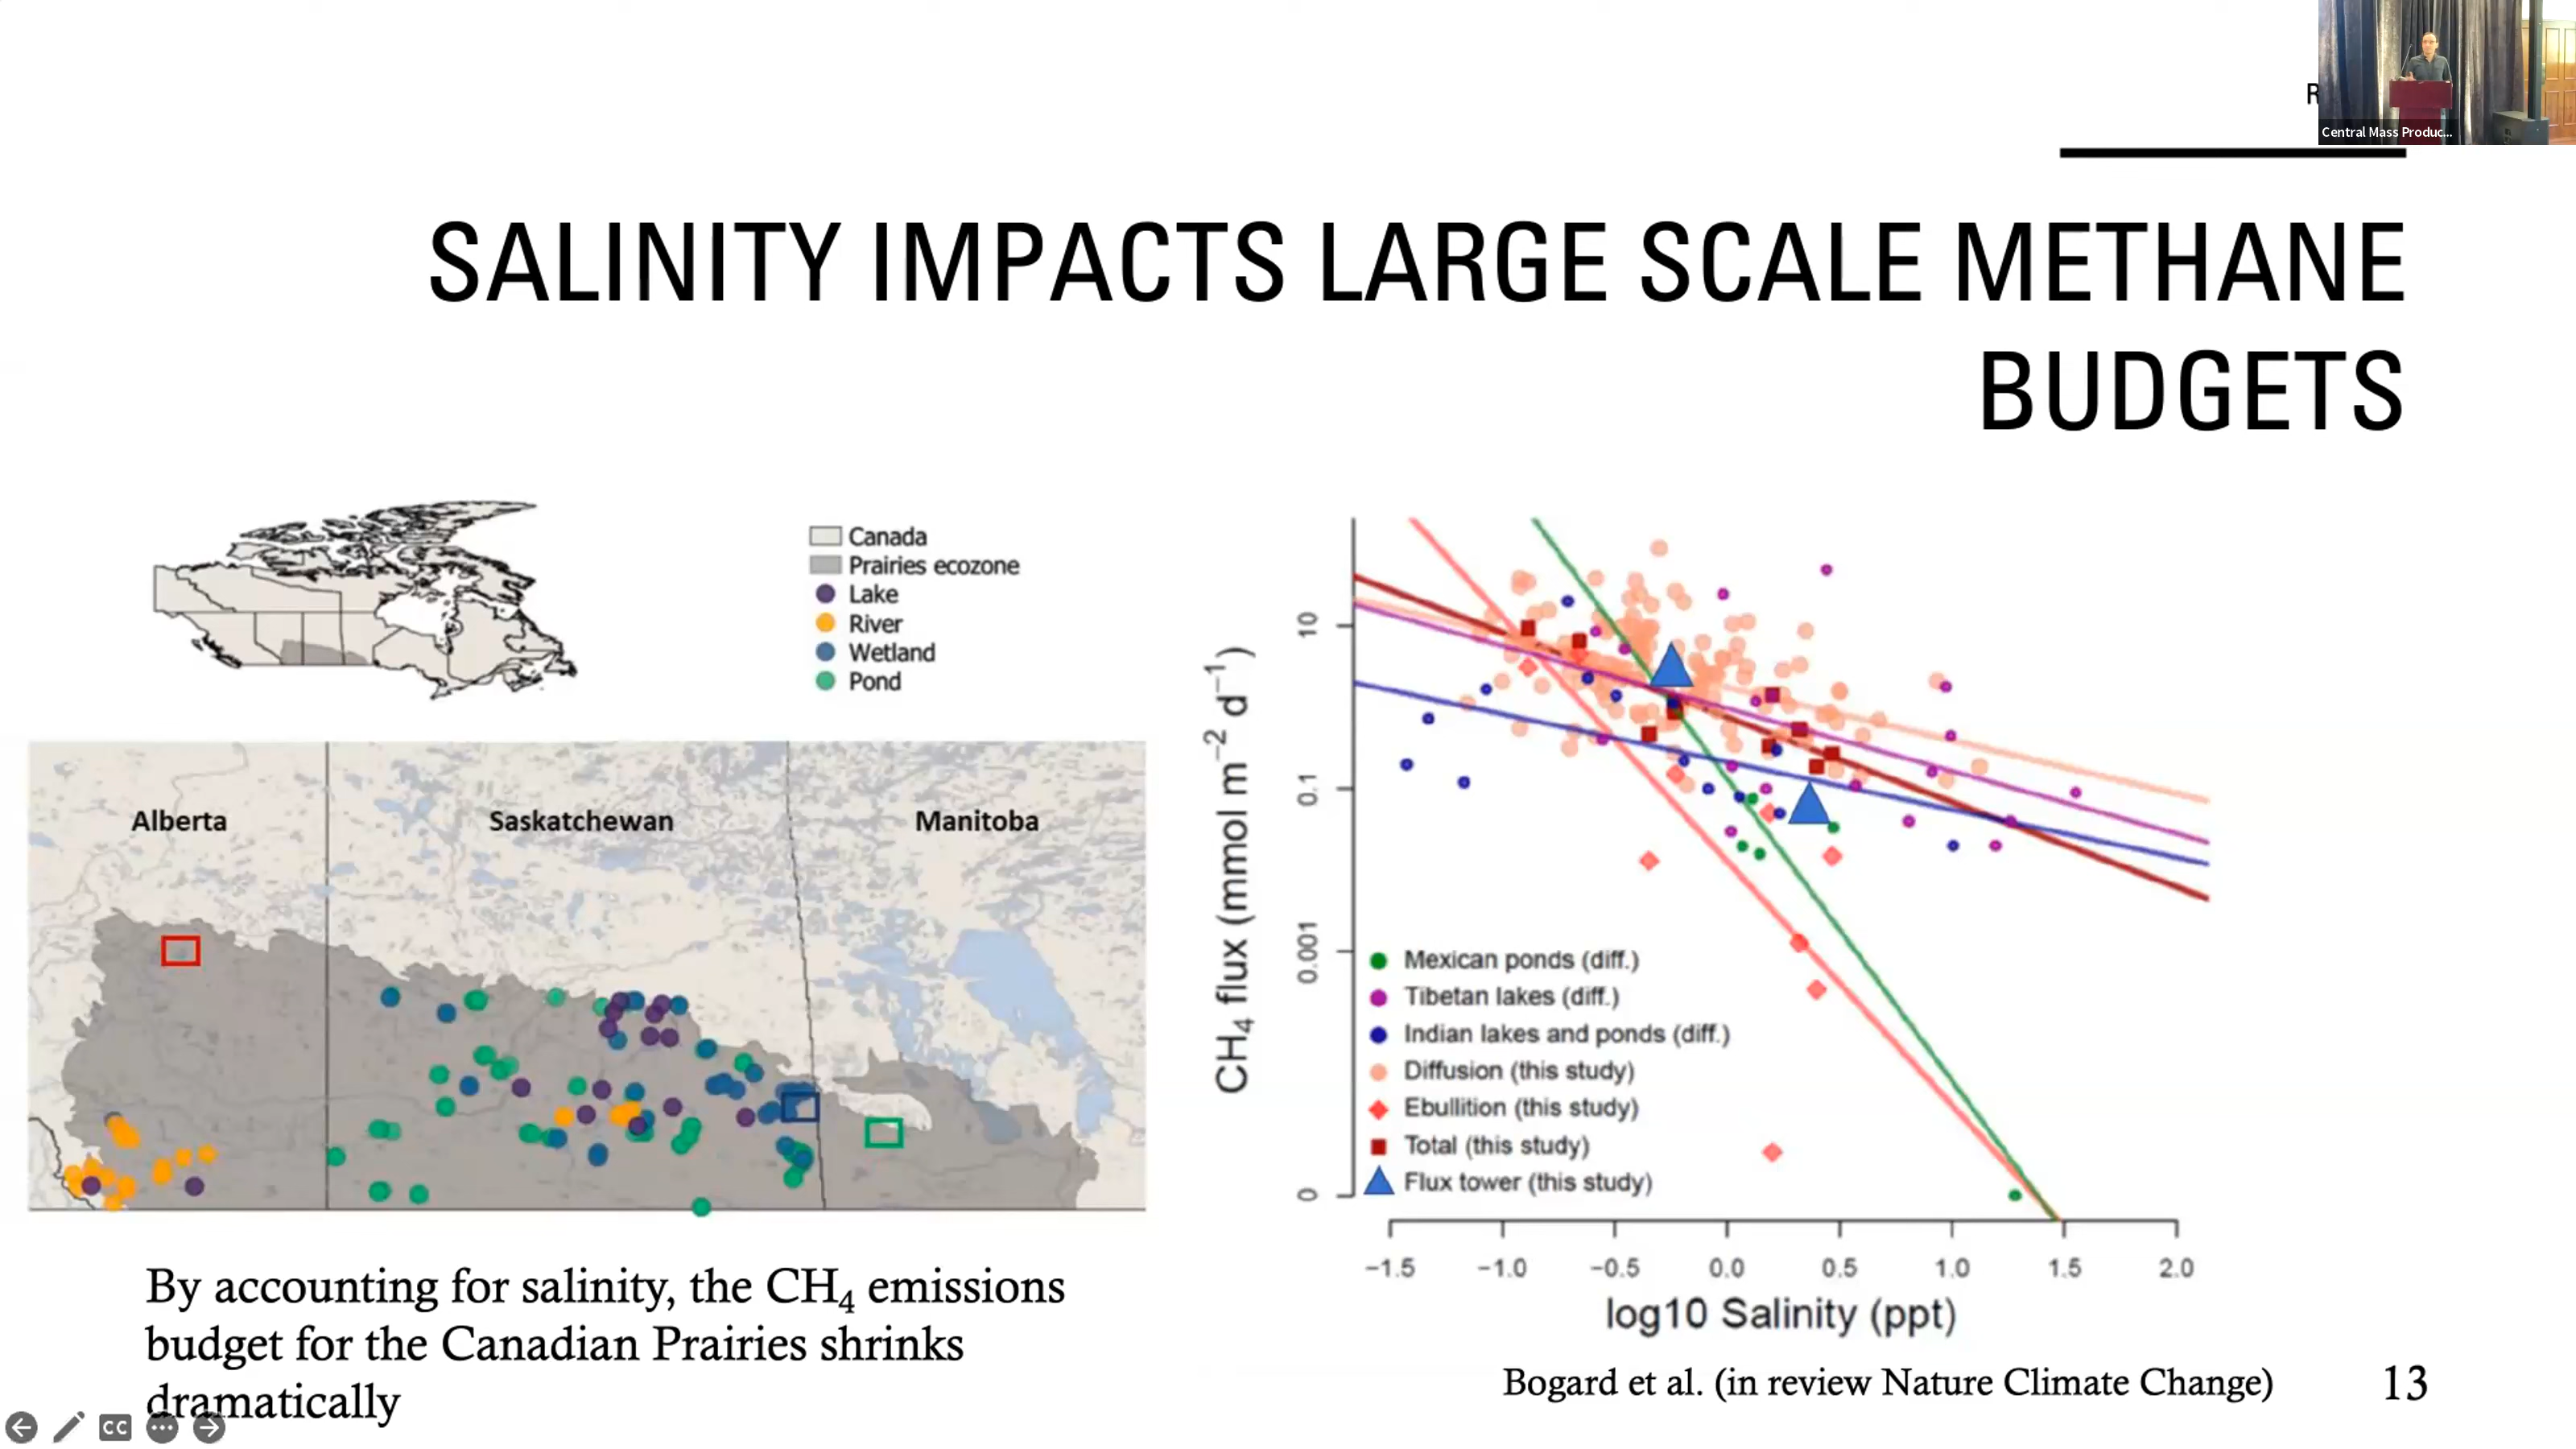 Central Mass Produc...
SALINITY IMPACTS LARGE SCALE METHANE
BUDGETS
Canada
Prairies ecozone
Lake
River
Wetland
Pond
Alberta
Saskatchewan
Manitoba
By accounting for salinity, the CH₄ emissions
budget for the Canadian Prairies shrinks
dramatically
CH₄ flux (mmol m⁻² d⁻¹)
10
0.1
0.001
0
Mexican ponds (diff.)
Tibetan lakes (diff.)
Indian lakes and ponds (diff.)
Diffusion (this study)
Ebullition (this study)
Total (this study)
Flux tower (this study)
−1.5 −1.0 −0.5 0.0 0.5 1.0 1.5 2.0
log10 Salinity (ppt)
Bogard et al. (in review Nature Climate Change)
13
CC